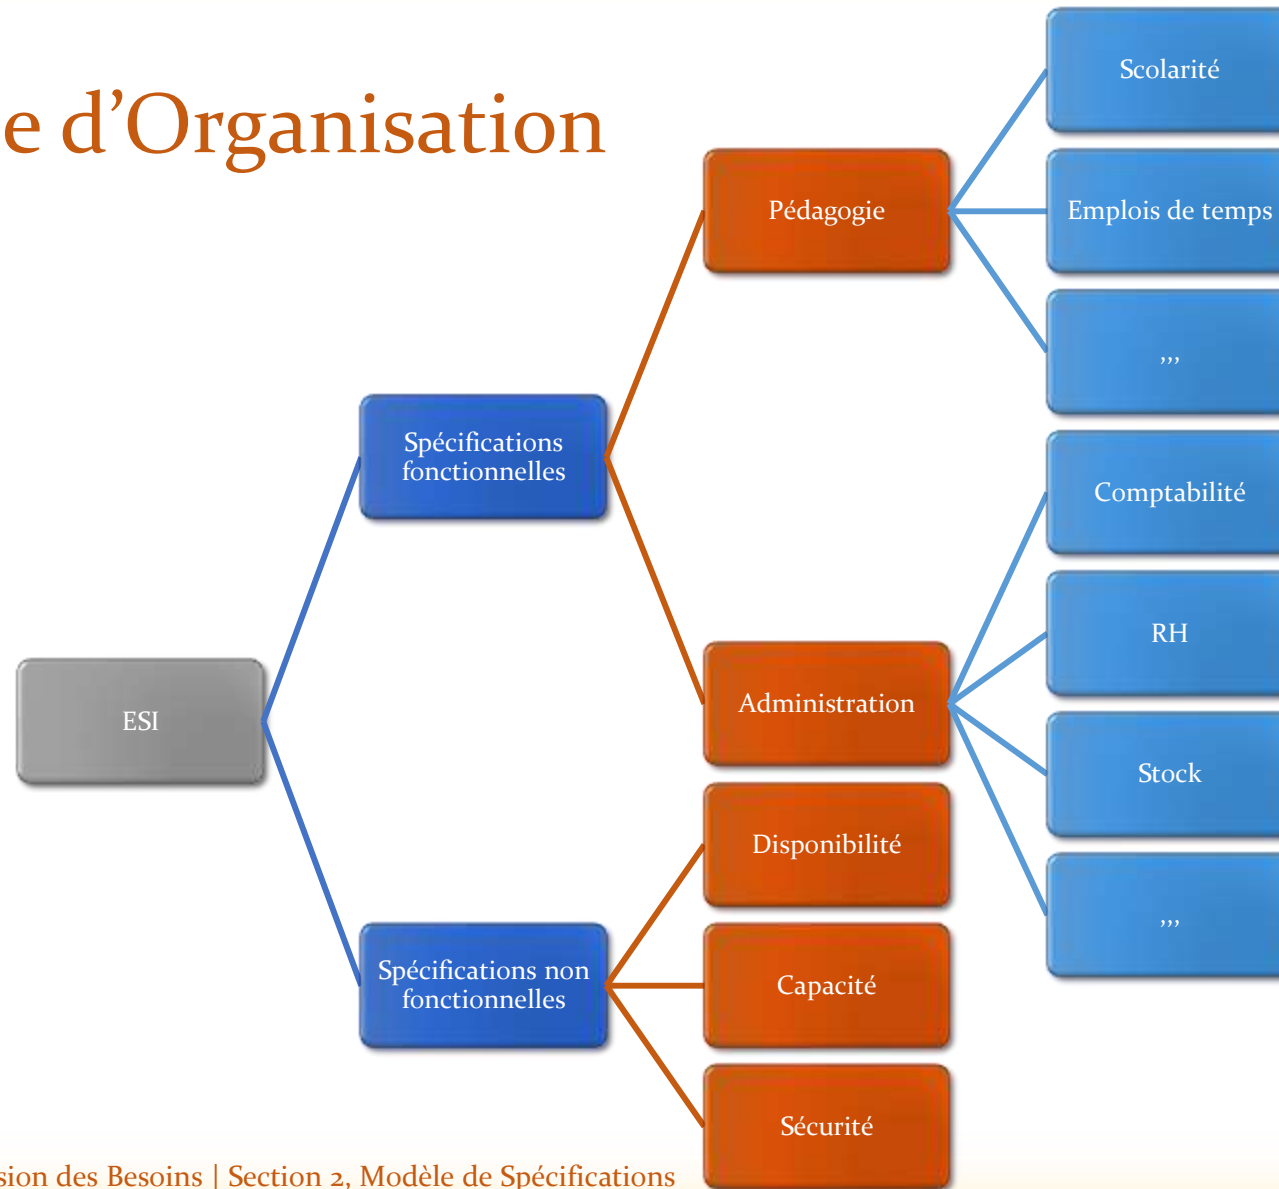 e d’Organisation
Scolarité
Pédagogie
Emplois de temps
,,,
Spécifications
fonctionnelles
Comptabilité
RH
ESI
Administration
Stock
Disponibilité
,,,
Spécifications non
fonctionnelles
Capacité
Sécurité
sion des Besoins | Section 2, Modèle de Spécifications